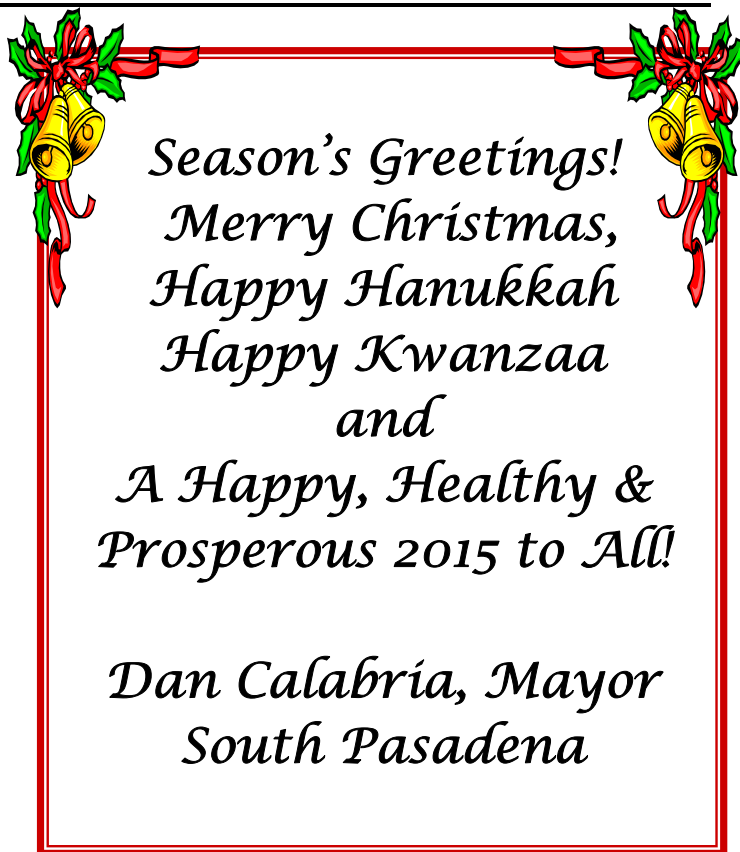 Season’s Greetings!
Merry Christmas,
Happy Hanukkah
Happy Kwanzaa
and
A Happy, Healthy &
Prosperous 2015 to All!
Dan Calabria, Mayor
South Pasadena